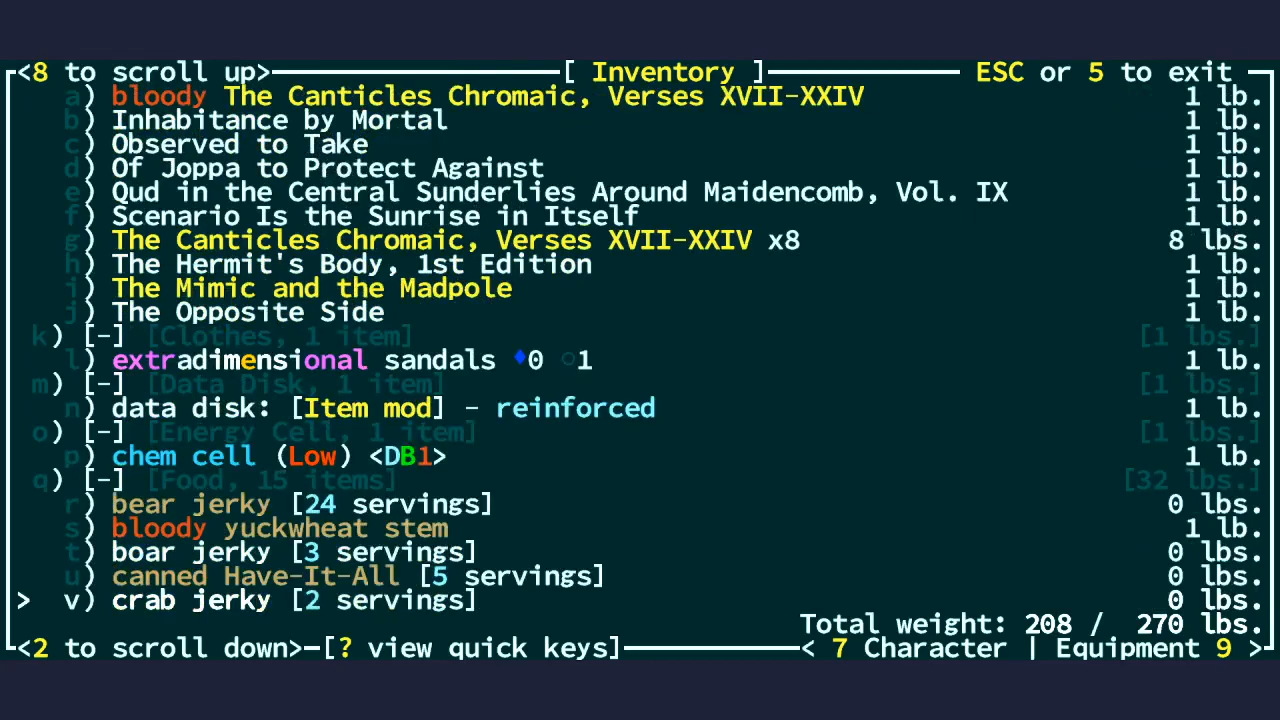 <8 to scroll up> [ Inventory ] ESC or 5 to exit
a) bloody The Canticles Chromaic, Verses XVII-XXIV 1 lb.
b) Inhabitance by Mortal 1 lb.
c) Observed to Take 1 lb.
d) Of Joppa to Protect Against 1 lb.
e) Qud in the Central Sunderlies Around Maidencomb, Vol. IX 1 lb.
f) Scenario Is the Sunrise in Itself 1 lb.
g) The Canticles Chromaic, Verses XVII-XXIV x8 8 lbs.
h) The Hermit's Body, 1st Edition 1 lb.
i) The Mimic and the Madpole 1 lb.
j) The Opposite Side 1 lb.
k) [-] [Clothes, 1 item] [1 lbs.]
l) extradimensional sandals ♦0 ○1 1 lb.
m) [-] [Data Disk, 1 item] [1 lbs.]
n) data disk: [Item mod] - reinforced 1 lb.
o) [-] [Energy Cell, 1 item] [1 lbs.]
p) chem cell (Low) <DB1> 1 lb.
q) [-] [Food, 15 items] [32 lbs.]
r) bear jerky [24 servings] 0 lbs.
s) bloody yuckwheat stem 1 lb.
t) boar jerky [3 servings] 0 lbs.
u) canned Have-It-All [5 servings] 0 lbs.
> v) crab jerky [2 servings] 0 lbs.
Total weight: 208 / 270 lbs.
<2 to scroll down> [? view quick keys] < 7 Character | Equipment 9 >